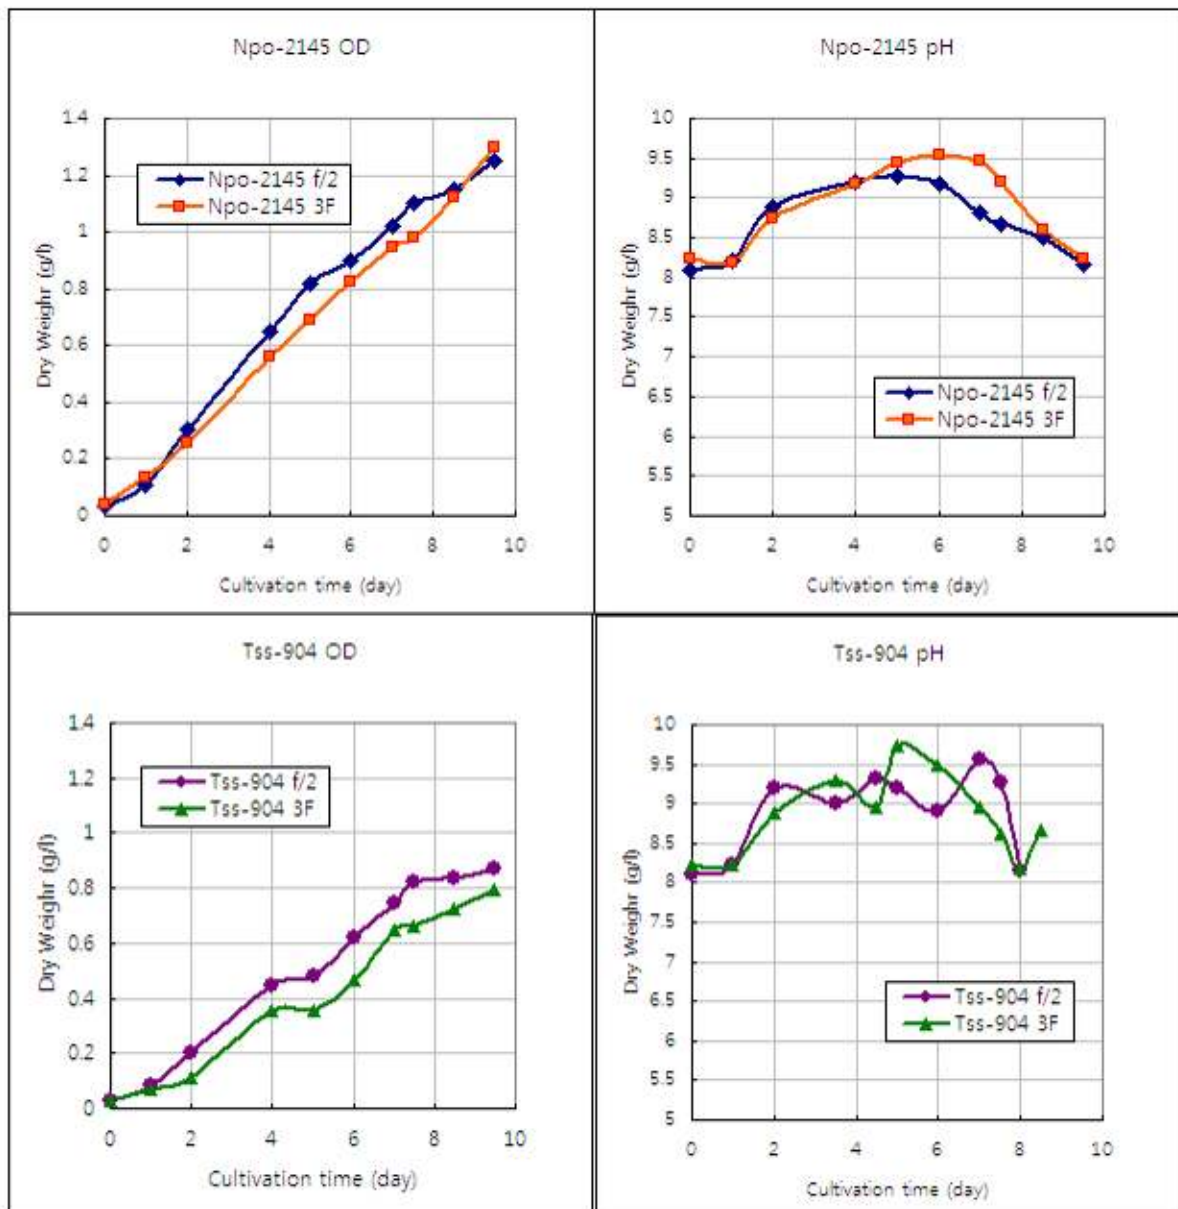 Npo-2145 OD
Dry Weighr (g/l)
1.4
1.2
1
0.8
0.6
0.4
0.2
0
Npo-2145 f/2
Npo-2145 3F
0 2 4 6 8 10
Cultivation time (day)
Npo-2145 pH
Dry Weighr (g/l)
10
9.5
9
8.5
8
7.5
7
6.5
6
5.5
5
Npo-2145 f/2
Npo-2145 3F
0 2 4 6 8 10
Cultivation time (day)
Tss-904 OD
Dry Weighr (g/l)
1.4
1.2
1
0.8
0.6
0.4
0.2
0
Tss-904 f/2
Tss-904 3F
0 2 4 6 8 10
Cultivation time (day)
Tss-904 pH
Dry Weighr (g/l)
10
9.5
9
8.5
8
7.5
7
6.5
6
5.5
5
Tss-904 f/2
Tss-904 3F
0 2 4 6 8 10
Cultivation time (day)